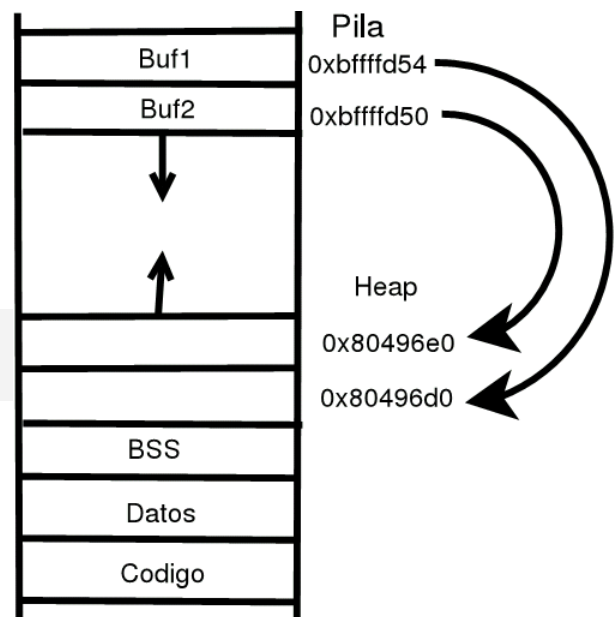 Pila
Buf1
0xbffffd54
Buf2
0xbffffd50
Heap
0x80496e0
0x80496d0
BSS
Datos
Codigo